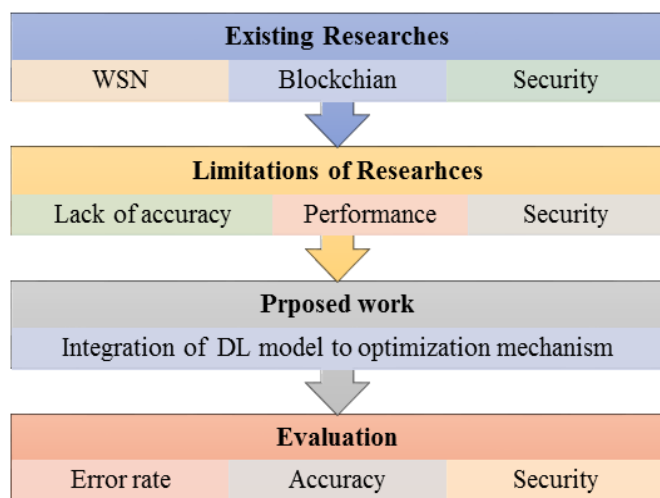 Existing Researches
WSN Blockchian Security
Limitations of Researhces
Lack of accuracy Performance Security
Prposed work
Integration of DL model to optimization mechanism
Evaluation
Error rate Accuracy Security